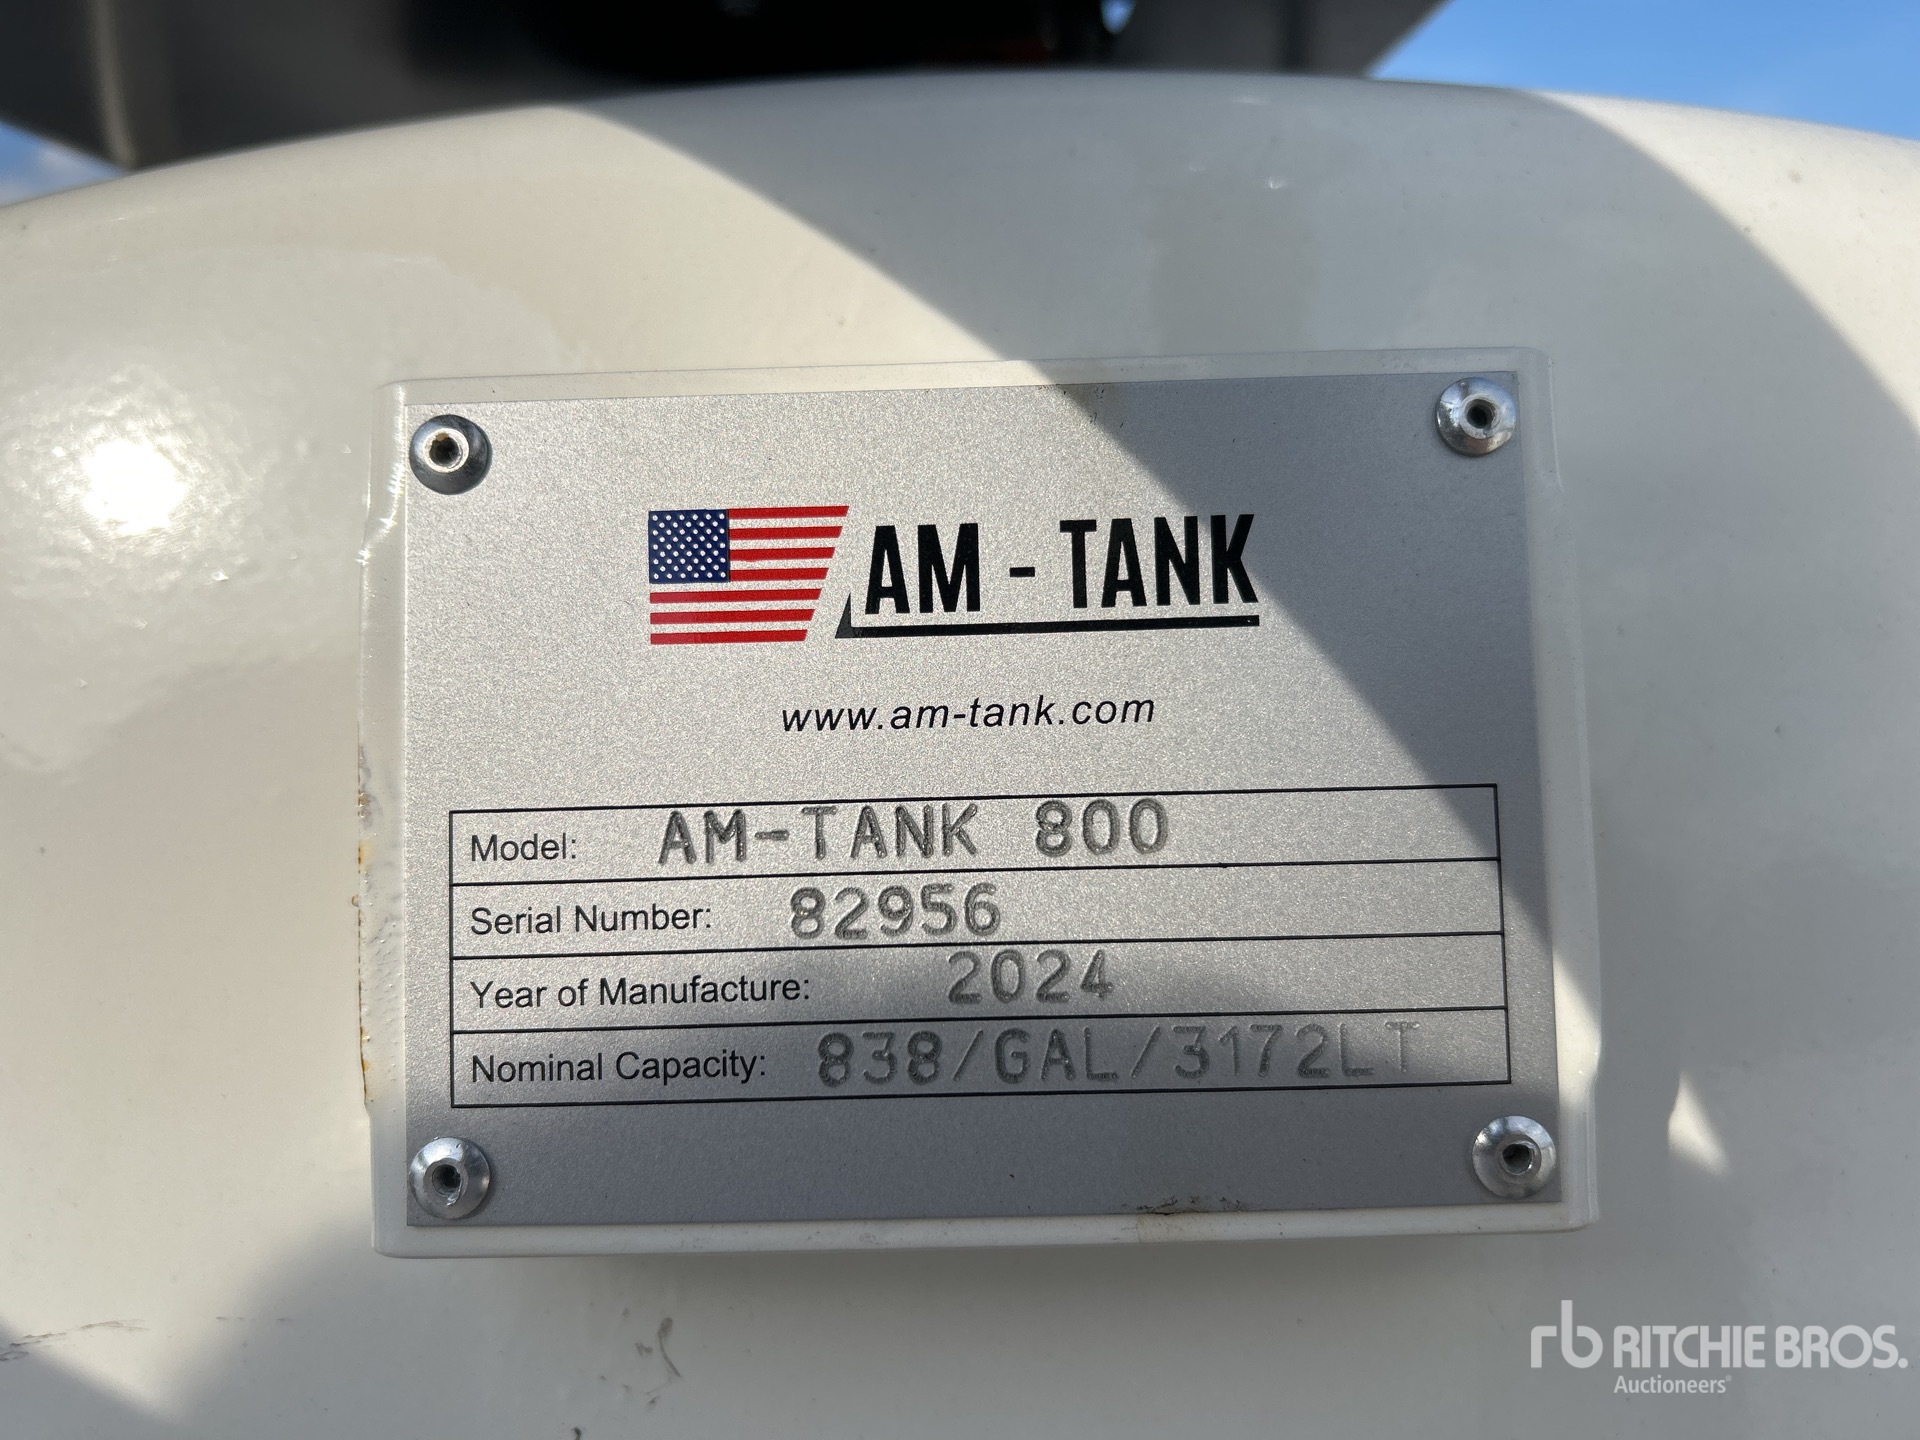 AM - TANK
www.am-tank.com
Model: AM-TANK 800
Serial Number: 82956
Year of Manufacture: 2024
Nominal Capacity: 838/GAL/3172LT
rb RITCHIE BROS.
Auctioneers